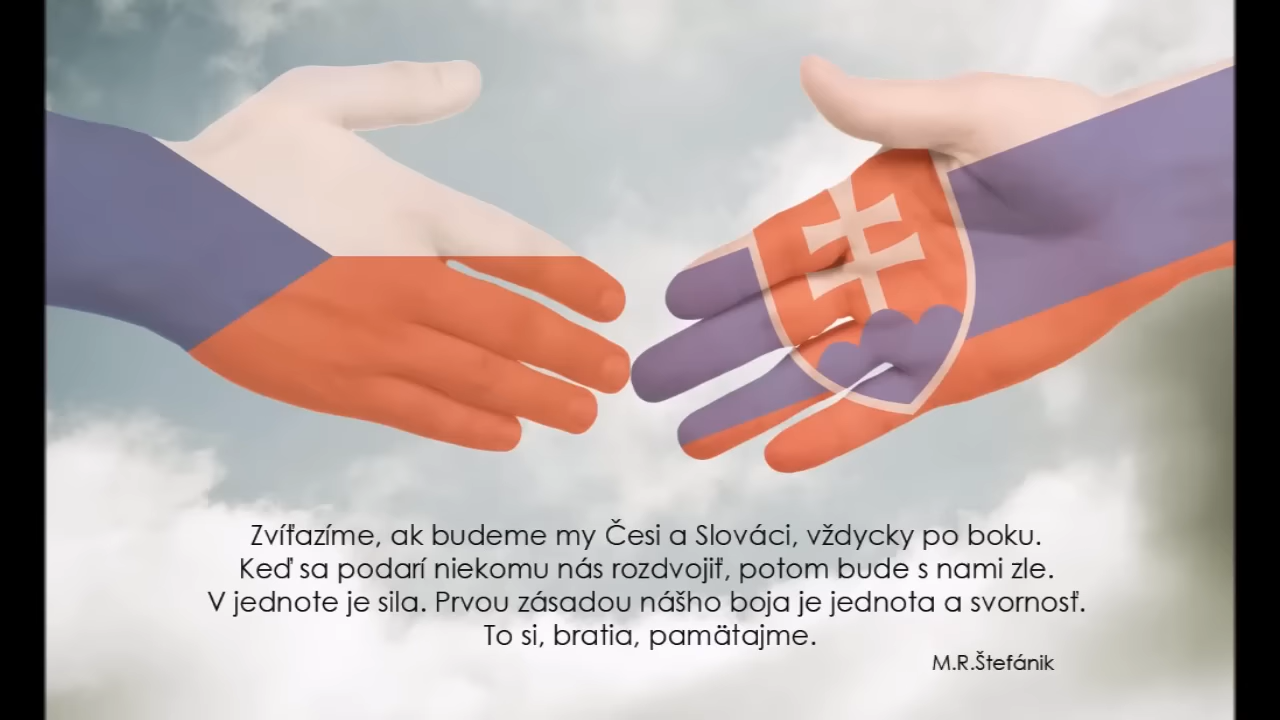 Zvíťazíme, ak budeme my Česi a Slováci, vždycky po boku.
Keď sa podarí niekomu nás rozdvojiť, potom bude s nami zle.
V jednote je sila. Prvou zásadou nášho boja je jednota a svornosť.
To si, bratia, pamätajme.
M.R.Štefánik